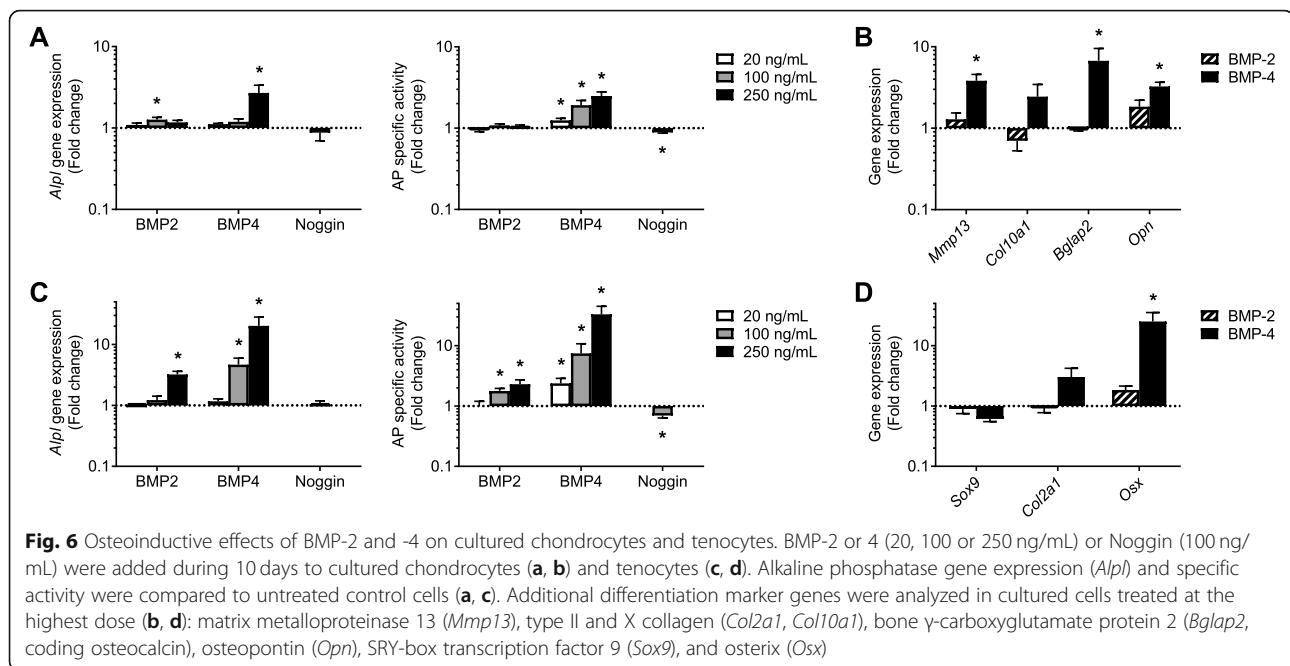 A
Alpl gene expression
(Fold change)
10
1
0.1
BMP2
BMP4
Noggin
*
*
AP specific activity
(Fold change)
10
1
0.1
BMP2
BMP4
Noggin
* * *
*
20 ng/mL
100 ng/mL
250 ng/mL
B
Gene expression
(Fold change)
10
1
0.1
Mmp13
Col10a1
Bglap2
Opn
* * *
BMP-2
BMP-4
C
Alpl gene expression
(Fold change)
10
1
0.1
BMP2
BMP4
Noggin
* * *
AP specific activity
(Fold change)
10
1
0.1
BMP2
BMP4
Noggin
* * * * *
*
20 ng/mL
100 ng/mL
250 ng/mL
D
Gene expression
(Fold change)
10
1
0.1
Sox9
Col2a1
Osx
*
BMP-2
BMP-4
Fig. 6 Osteoinductive effects of BMP-2 and -4 on cultured chondrocytes and tenocytes. BMP-2 or 4 (20, 100 or 250 ng/mL) or Noggin (100 ng/
mL) were added during 10 days to cultured chondrocytes (a, b) and tenocytes (c, d). Alkaline phosphatase gene expression (Alpl) and specific
activity were compared to untreated control cells (a, c). Additional differentiation marker genes were analyzed in cultured cells treated at the
highest dose (b, d): matrix metalloproteinase 13 (Mmp13), type II and X collagen (Col2a1, Col10a1), bone γ-carboxyglutamate protein 2 (Bglap2,
coding osteocalcin), osteopontin (Opn), SRY-box transcription factor 9 (Sox9), and osterix (Osx)